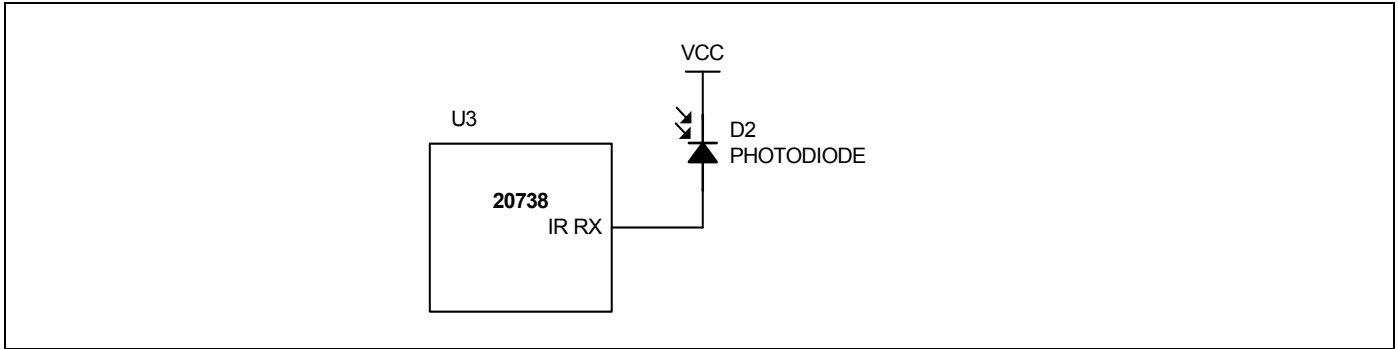 VCC
U3
D2
PHOTODIODE
20738
IR RX